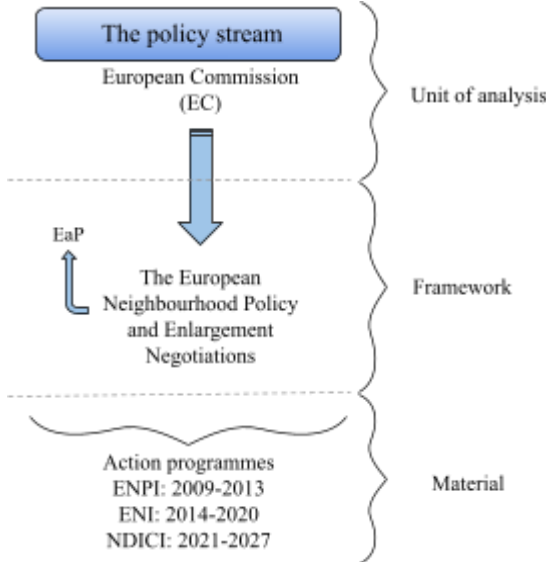 The policy stream
European Commission
(EC)
Unit of analysis
EaP
The European
Neighbourhood Policy
and Enlargement
Negotiations
Framework
Action programmes
ENPI: 2009-2013
ENI: 2014-2020
NDICI: 2021-2027
Material